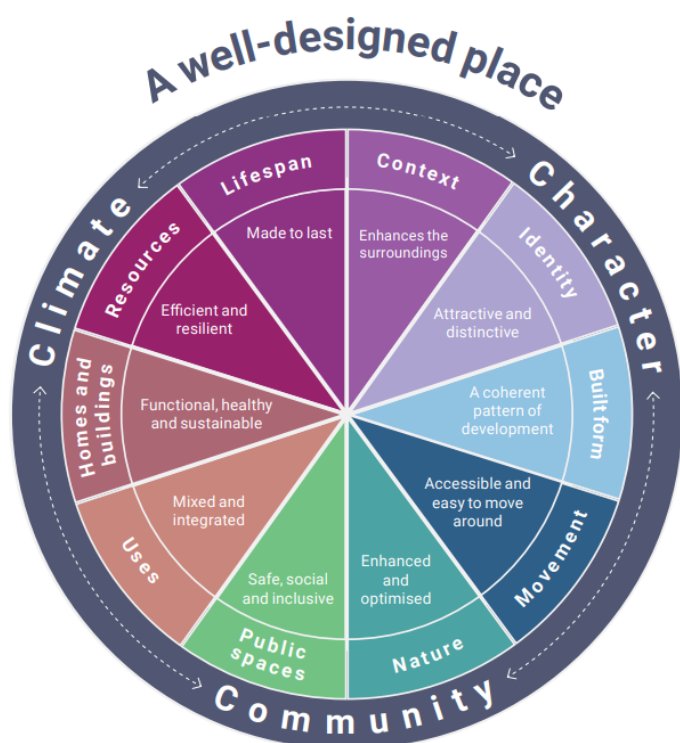 A well-designed place
Climate
Character
Community
Context
Enhances the
surroundings
Identity
Attractive and
distinctive
Built form
A coherent
pattern of
development
Movement
Accessible and
easy to move
around
Nature
Enhanced
and
optimised
Public
spaces
Safe, social
and inclusive
Uses
Mixed and
integrated
Homes and
buildings
Functional, healthy
and sustainable
Resources
Efficient and
resilient
Lifespan
Made to last